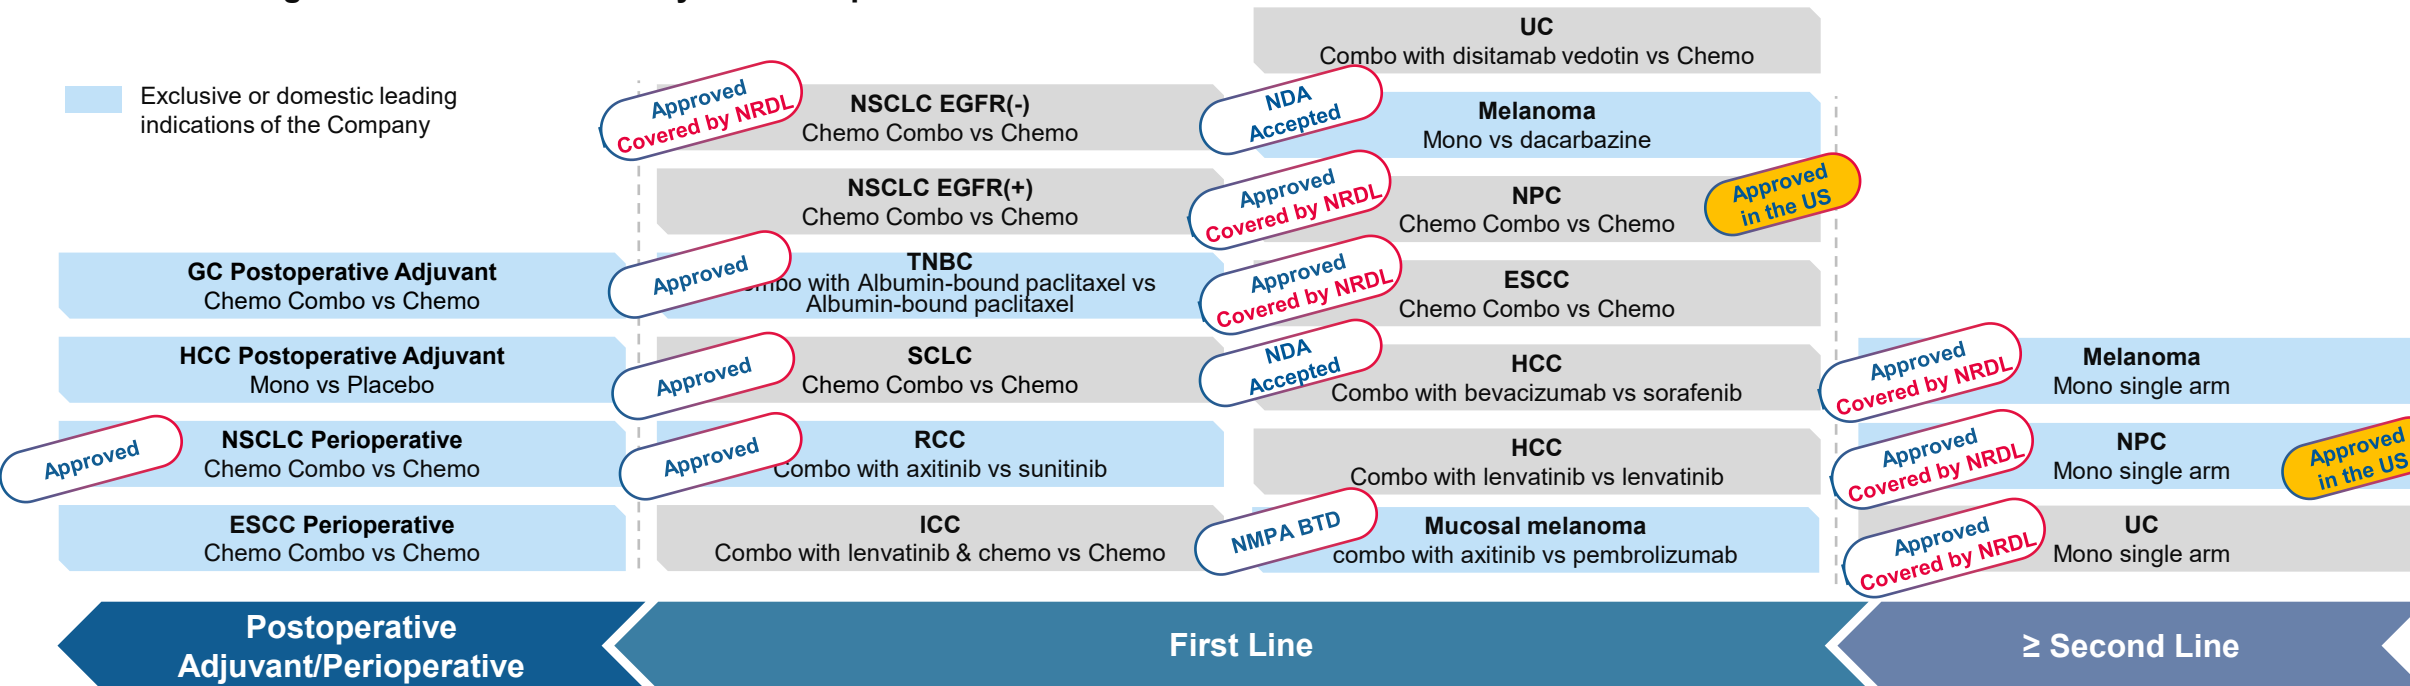 Exclusive or domestic leading
indications of the Company
GC Postoperative Adjuvant
Chemo Combo vs Chemo
HCC Postoperative Adjuvant
Mono vs Placebo
Approved
NSCLC Perioperative
Chemo Combo vs Chemo
ESCC Perioperative
Chemo Combo vs Chemo
Approved
Covered by NRDL
NSCLC EGFR(-)
Chemo Combo vs Chemo
NSCLC EGFR(+)
Chemo Combo vs Chemo
Approved
TNBC
with Albumin-bound paclitaxel vs
Albumin-bound paclitaxel
Approved
SCLC
Chemo Combo vs Chemo
Approved
RCC
Combo with axitinib vs sunitinib
ICC
Combo with lenvatinib & chemo vs Chemo
UC
Combo with disitamab vedotin vs Chemo
NDA
Accepted
Melanoma
Mono vs dacarbazine
Approved
Covered by NRDL
NPC
Chemo Combo vs Chemo
Approved
in the US
Approved
Covered by NRDL
ESCC
Chemo Combo vs Chemo
NDA
Accepted
HCC
Combo with bevacizumab vs sorafenib
HCC
Combo with lenvatinib vs lenvatinib
NMPA BTD
Mucosal melanoma
combo with axitinib vs pembrolizumab
Approved
Covered by NRDL
Melanoma
Mono single arm
Approved
Covered by NRDL
NPC
Mono single arm
Approved
in the US
Approved
Covered by NRDL
UC
Mono single arm
Postoperative
Adjuvant/Perioperative
First Line
≥ Second Line